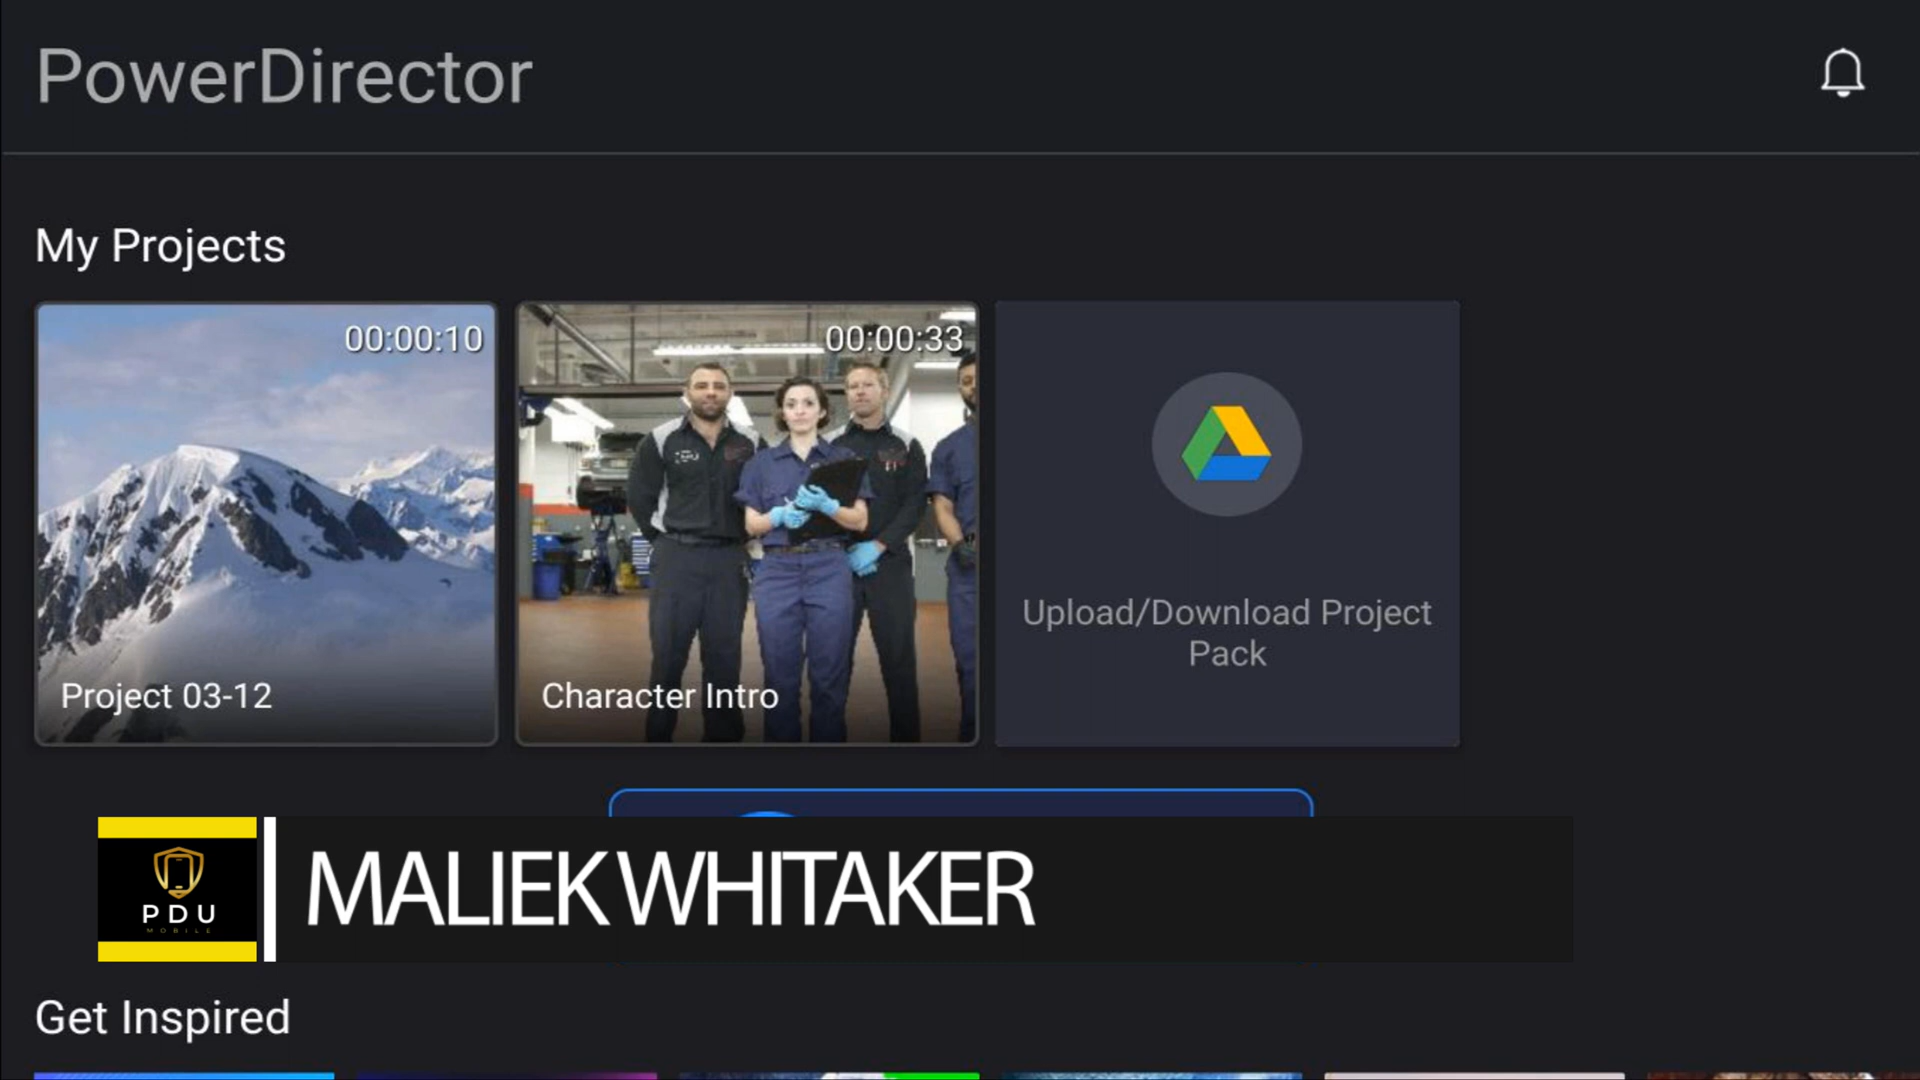 PowerDirector
My Projects
00:00:10
00:00:33
Project 03-12
Character Intro
Upload/Download Project
Pack
PDU
MOBILE
MALIEK WHITAKER
Get Inspired